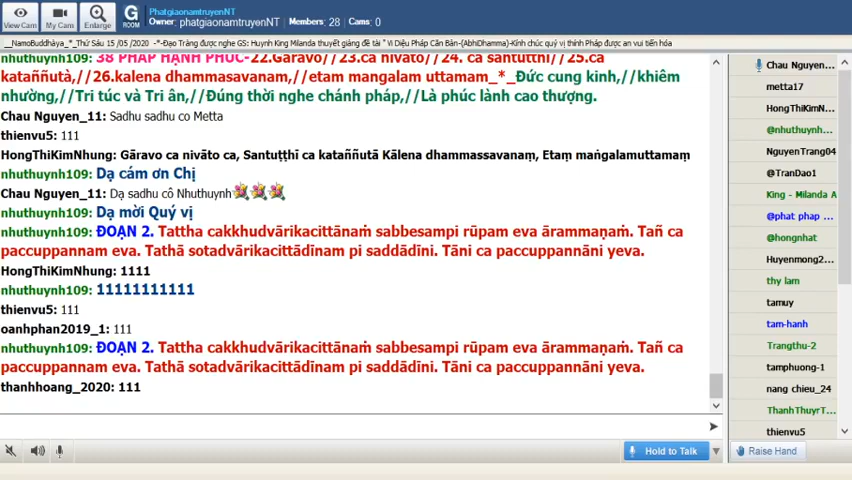 PhatgiaonamtruyenNT
Owner: phatgiaonamtruyenNT | Members: 28 Cams: 0
View Cam
My Cam
Enlarge
G ROOM
__NamoBuddhàya_*_Thứ Sáu 15 /05 /2020 -*-Đạo Tràng được nghe GS: Huynh King Milanda thuyết giảng đề tài " Vi Diệu Pháp Căn Bản-(AbhiDhamma)-Kính chúc quý vị thính Pháp được an vui tiến hóa
nhuthuynh109: 38 PHÁP HẠNH PHÚC-22.Gàravo//23.ca nivàto//24. ca santutthì//25.ca
kataññutà,//26.kalena dhammasavanam,//etam mangalam uttamam_*_Đức cung kính,//khiêm
nhường,//Tri túc và Tri ân,//Đúng thời nghe chánh pháp,//Là phúc lành cao thượng.
Chau Nguyen_11: Sadhu sadhu co Metta
thienvu5: 111
HongThiKimNhung: Gāravo ca nivāto ca, Santuṭṭhī ca kataññutā Kālena dhammassavanaṃ, Etaṃ maṅgalamuttamaṃ
nhuthuynh109: Dạ cám ơn Chị
Chau Nguyen_11: Dạ sadhu cô Nhuthuynh
nhuthuynh109: Dạ mời Quý vị
nhuthuynh109: ĐOẠN 2. Tattha cakkhudvārikacittānaṁ sabbesampi rūpam eva ārammaṇaṁ. Tañ ca
paccuppannam eva. Tathā sotadvārikacittādīnam pi saddādīni. Tāni ca paccuppannāni yeva.
HongThiKimNhung: 1111
nhuthuynh109: 11111111111
thienvu5: 111
oanhphan2019_1: 111
nhuthuynh109: ĐOẠN 2. Tattha cakkhudvārikacittānaṁ sabbesampi rūpam eva ārammaṇaṁ. Tañ ca
paccuppannam eva. Tathā sotadvārikacittādīnam pi saddādīni. Tāni ca paccuppannāni yeva.
thanhhoang_2020: 111
Chau Nguyen...
metta17
HongThiKimN...
@nhuthuynh...
NguyenTrang04
@TranDao1
King - Milanda A
@phat phap ...
@hongnhat
Huyenmong2...
thy lam
tamuy
tam-hanh
Trangthu-2
tamphuong-1
nang chieu_24
ThanhThuyrT...
thienvu5
Hold to Talk
Raise Hand